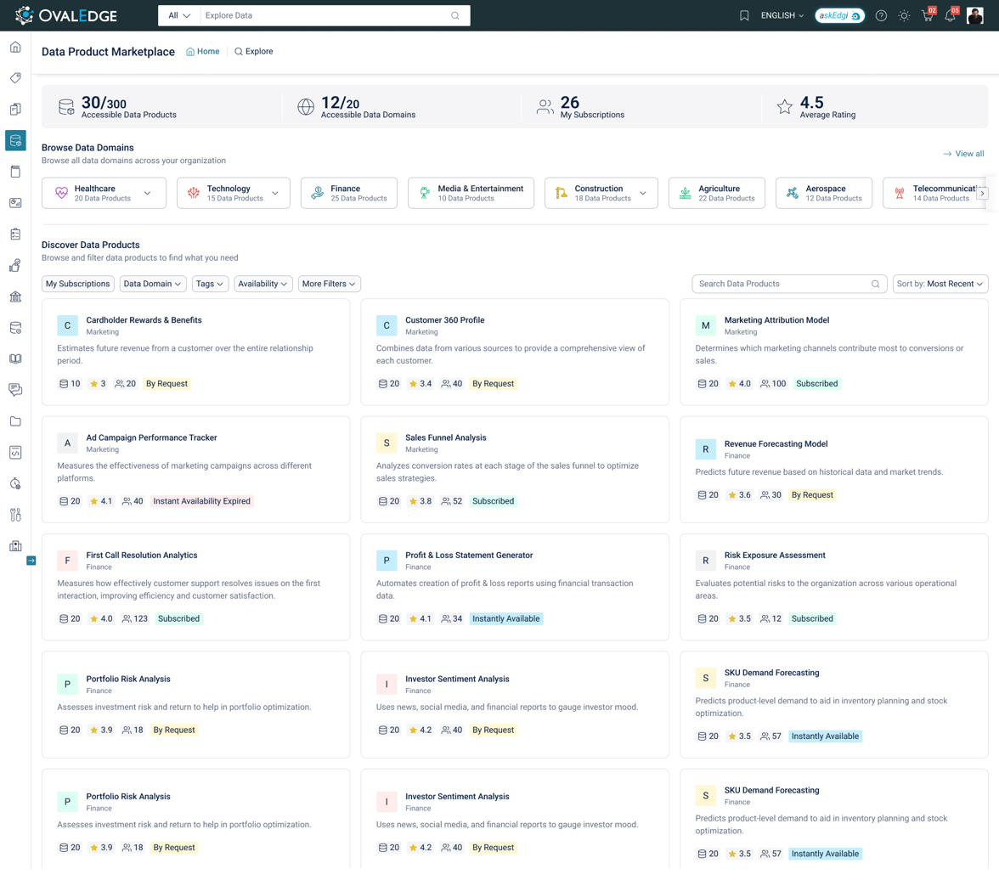 OVALEDGE
All
Explore Data
ENGLISH
askEdgi
02
05
Data Product Marketplace
Home
Explore
30/300
Accessible Data Products
12/20
Accessible Data Domains
26
My Subscriptions
4.5
Average Rating
Browse Data Domains
Browse all data domains across your organization
View all
Healthcare
20 Data Products
Technology
15 Data Products
Finance
25 Data Products
Media & Entertainment
10 Data Products
Construction
18 Data Products
Agriculture
22 Data Products
Aerospace
12 Data Products
Telecommunicati
14 Data Products
Discover Data Products
Browse and filter data products to find what you need
My Subscriptions
Data Domain
Tags
Availability
More Filters
Search Data Products
Sort by: Most Recent
C
Cardholder Rewards & Benefits
Marketing
Estimates future revenue from a customer over the entire relationship
period.
10 3 20 By Request
C
Customer 360 Profile
Marketing
Combines data from various sources to provide a comprehensive view of
each customer.
20 3.4 40 By Request
M
Marketing Attribution Model
Marketing
Determines which marketing channels contribute most to conversions or
sales.
20 4.0 100 Subscribed
A
Ad Campaign Performance Tracker
Marketing
Measures the effectiveness of marketing campaigns across different
platforms.
20 4.1 40 Instant Availability Expired
S
Sales Funnel Analysis
Marketing
Analyzes conversion rates at each stage of the sales funnel to optimize
sales strategies.
20 3.8 52 Subscribed
R
Revenue Forecasting Model
Finance
Predicts future revenue based on historical data and market trends.
20 3.6 30 By Request
F
First Call Resolution Analytics
Finance
Measures how effectively customer support resolves issues on the first
interaction, improving efficiency and customer satisfaction.
20 4.0 123 Subscribed
P
Profit & Loss Statement Generator
Finance
Automates creation of profit & loss reports using financial transaction
data.
20 4.1 34 Instantly Available
R
Risk Exposure Assessment
Finance
Evaluates potential risks to the organization across various operational
areas.
20 3.5 12 Subscribed
P
Portfolio Risk Analysis
Finance
Assesses investment risk and return to help in portfolio optimization.
20 3.9 18 By Request
I
Investor Sentiment Analysis
Finance
Uses news, social media, and financial reports to gauge investor mood.
20 4.2 40 By Request
S
SKU Demand Forecasting
Finance
Predicts product-level demand to aid in inventory planning and stock
optimization.
20 3.5 57 Instantly Available
P
Portfolio Risk Analysis
Finance
Assesses investment risk and return to help in portfolio optimization.
20 3.9 18 By Request
I
Investor Sentiment Analysis
Finance
Uses news, social media, and financial reports to gauge investor mood.
20 4.2 40 By Request
S
SKU Demand Forecasting
Finance
Predicts product-level demand to aid in inventory planning and stock
optimization.
20 3.5 57 Instantly Available